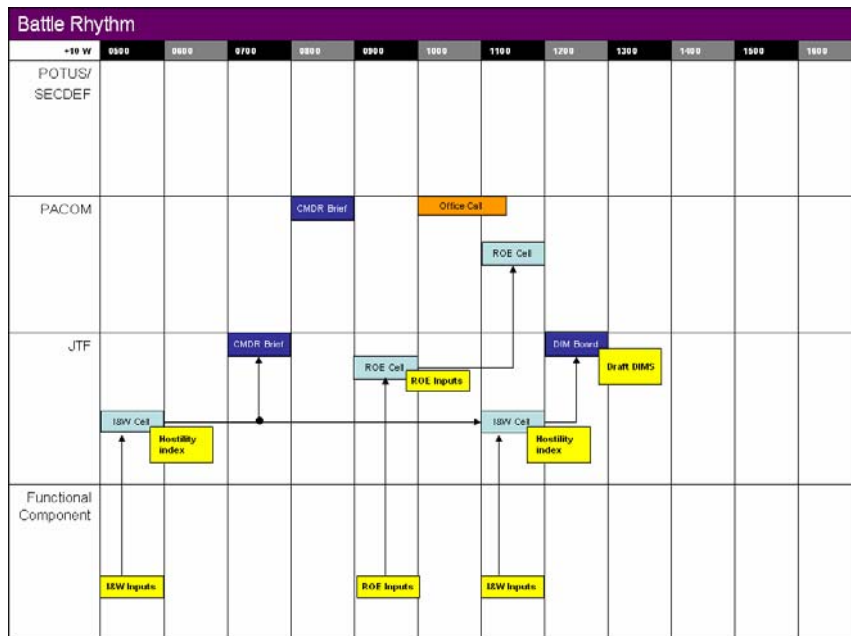 Battle Rhythm
+10 W 0500 0600 0700 0800 0900 1000 1100 1200 1300 1400 1500 1600
POTUS/
SECDEF
PACOM
CMDR Brief
Office Call
ROE Cell
JTF
CMDR Brief
DIM Board
ROE Cell
Draft DIMS
ROE Inputs
I&W Cell
I&W Cell
Hostility
index
Hostility
index
Functional
Component
I&W Inputs
ROE Inputs
I&W Inputs